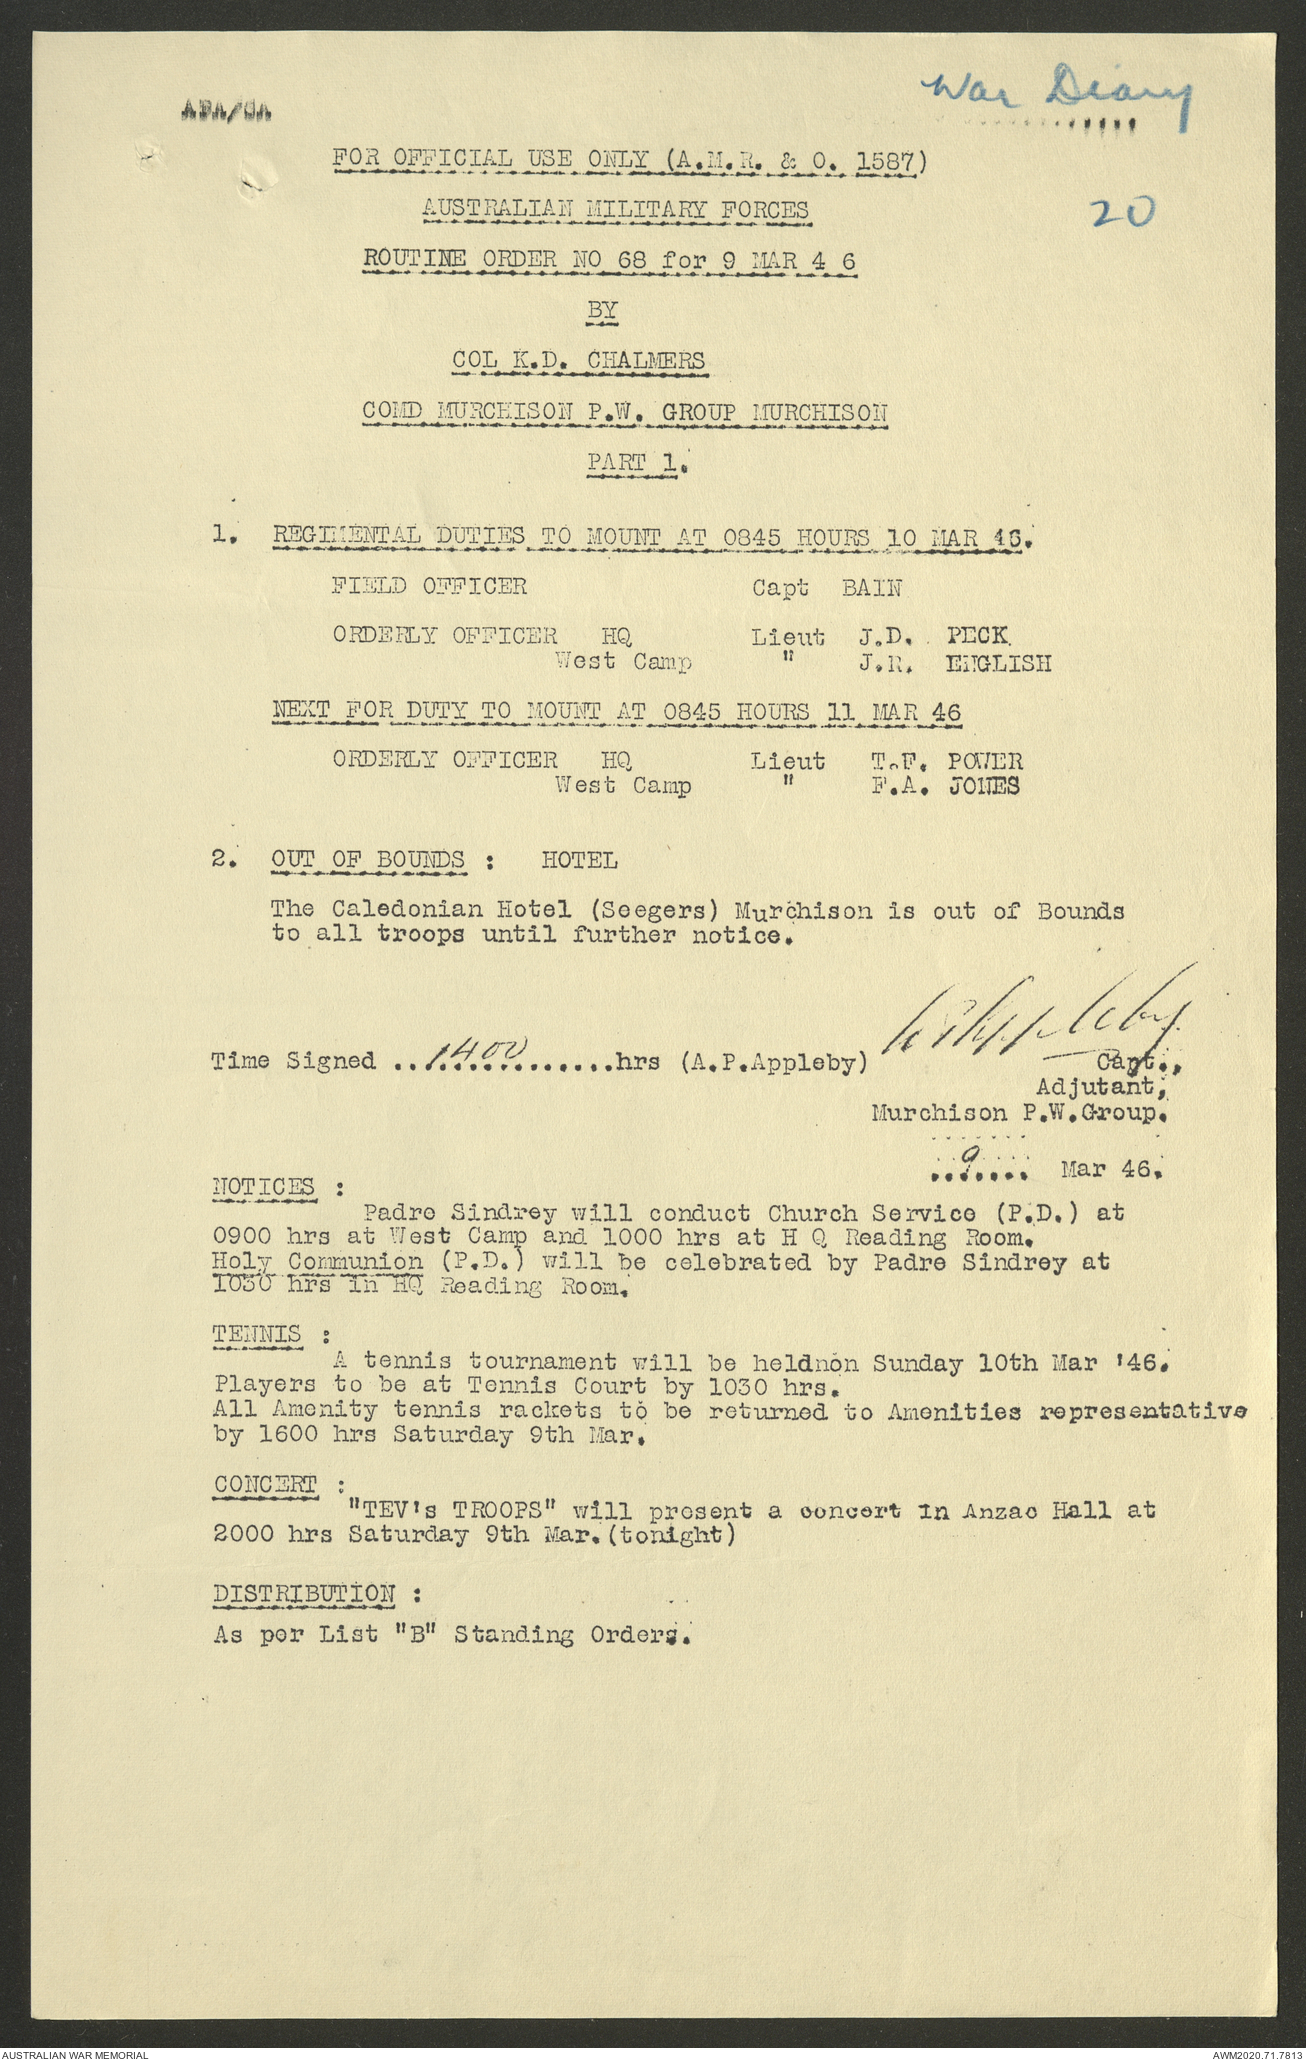 War Diary
APA/GA
FOR OFFICIAL USE ONLY (A.M.R. & O. 1587)
AUSTRALIAN MILITARY FORCES
20
ROUTINE ORDER NO 68 for 9 MAR 4 6
BY
COL K.D. CHALMERS
COMD MURCHISON P.W. GROUP MURCHISON
PART 1.
1. REGIMENTAL DUTIES TO MOUNT AT 0845 HOURS 10 MAR 46.
FIELD OFFICER Capt BAIN
ORDERLY OFFICER HQ Lieut J.D. PECK
West Camp " J.R. ENGLISH
NEXT FOR DUTY TO MOUNT AT 0845 HOURS 11 MAR 46
ORDERLY OFFICER HQ Lieut T.F. POWER
West Camp " F.A. JONES
2. OUT OF BOUNDS : HOTEL
The Caledonian Hotel (Seegers) Murchison is out of Bounds
to all troops until further notice.
Time Signed ..1400.......hrs (A.P.Appleby) APAppleby Capt.,
Adjutant,
Murchison P.W.Group.
...9.... Mar 46.
NOTICES :
Padre Sindrey will conduct Church Service (P.D.) at
0900 hrs at West Camp and 1000 hrs at H Q Reading Room.
Holy Communion (P.D.) will be celebrated by Padre Sindrey at
1030 hrs in HQ Reading Room.
TENNIS :
A tennis tournament will be heldnon Sunday 10th Mar '46.
Players to be at Tennis Court by 1030 hrs.
All Amenity tennis rackets to be returned to Amenities representative
by 1600 hrs Saturday 9th Mar.
CONCERT :
"TEV's TROOPS" will present a concert in Anzac Hall at
2000 hrs Saturday 9th Mar.(tonight)
DISTRIBUTION :
As per List "B" Standing Orders.
AUSTRALIAN WAR MEMORIAL
AWM2020.71.7813